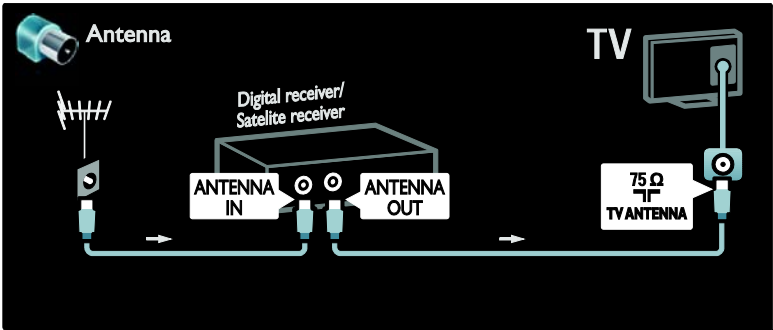 Antenna
TV
Digital receiver/
Satelite receiver
ANTENNA
IN
ANTENNA
OUT
75 Ω
TV ANTENNA